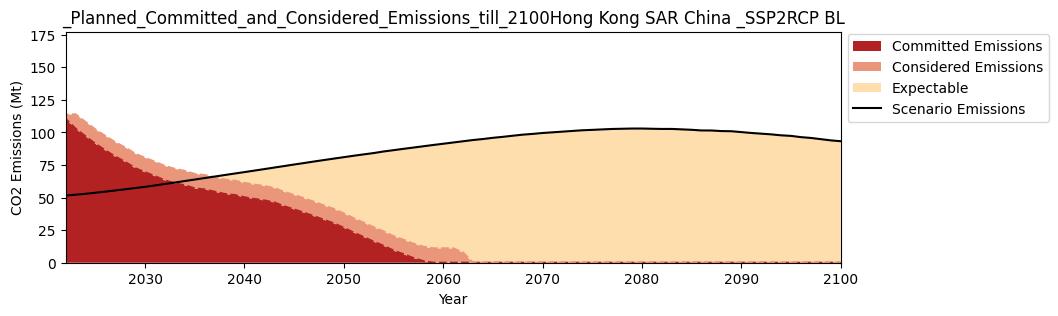 _Planned_Committed_and_Considered_Emissions_till_2100Hong Kong SAR China _SSP2RCP BL
175
150
125
100
75
50
25
0
CO2 Emissions (Mt)
2030 2040 2050 2060 2070 2080 2090 2100
Year
Committed Emissions
Considered Emissions
Expectable
Scenario Emissions